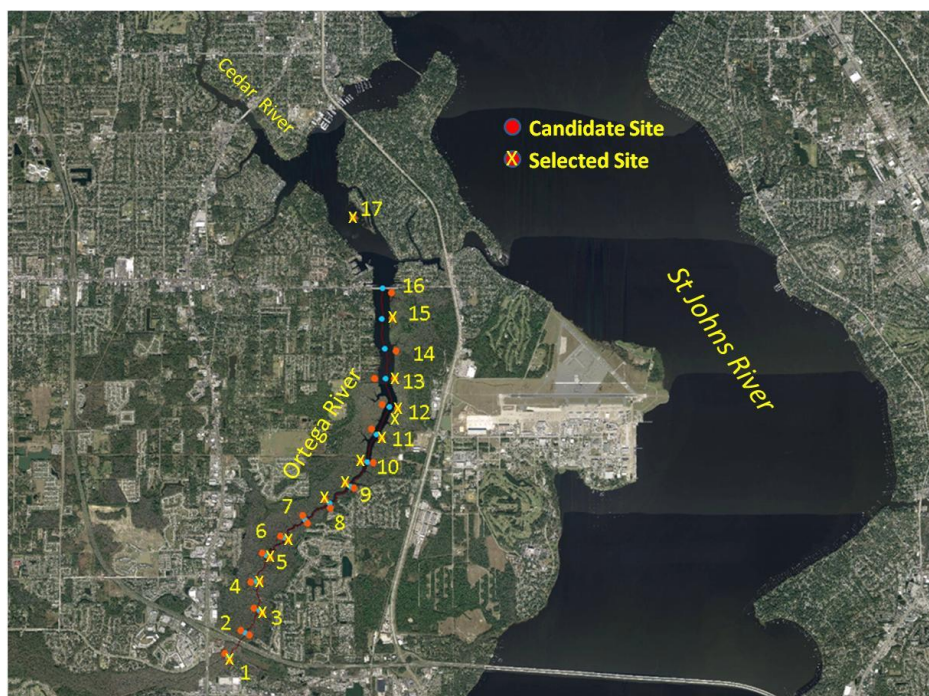 Cedar River
Candidate Site
X Selected Site
X 17
St Johns River
16
X 15
14
X 13
Ortega River
X 12
X
X 11
X 10
X 9
7 X 8
6 X
X 5
4 X
X 3
2
X 1